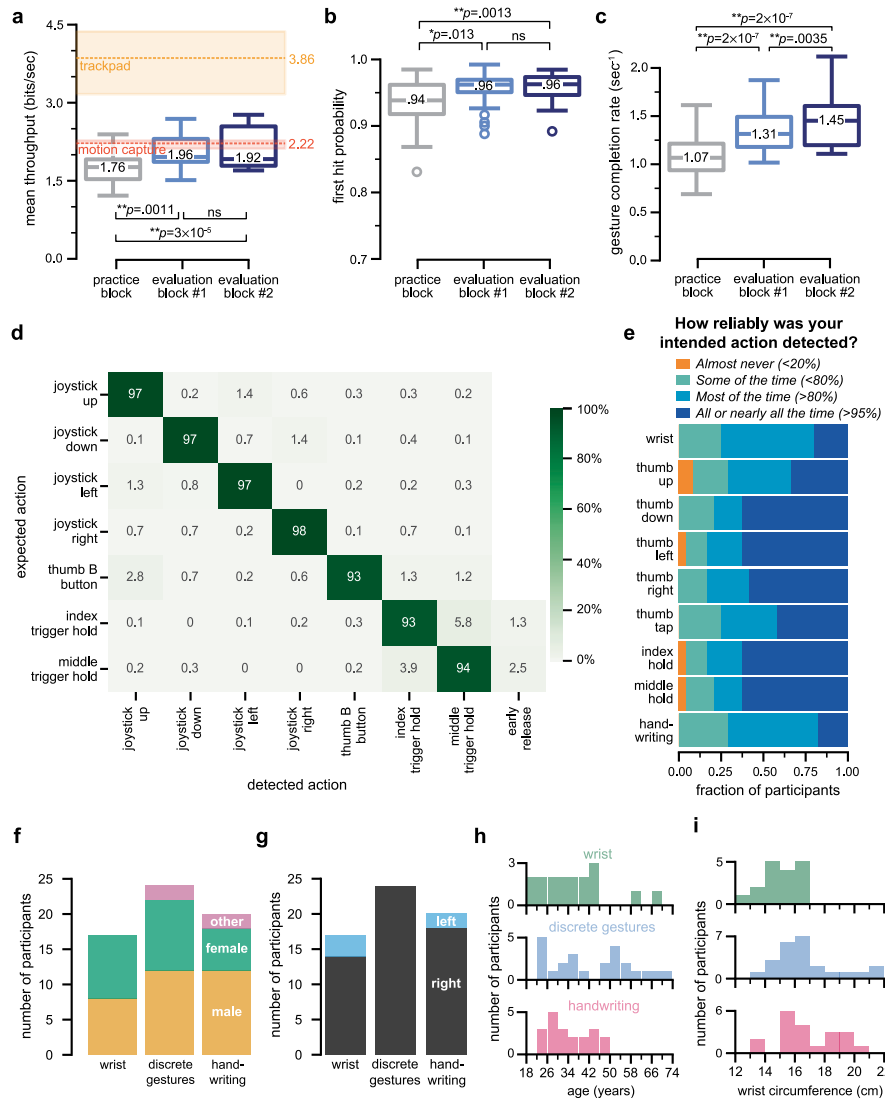 a
mean throughput (bits/sec)
4.5
3.0
1.5
0.0
trackpad
3.86
motion capture
2.22
1.76
1.96
1.92
**p=.0011
ns
**p=3×10-5
practice block
evaluation block #1
evaluation block #2
b
**p=.0013
*p=.013
ns
first hit probability
1.0
0.9
0.8
0.7
.94
.96
.96
practice block
evaluation block #1
evaluation block #2
c
**p=2×10-7
**p=2×10-7
**p=.0035
gesture completion rate (sec-1)
2.0
1.5
1.0
0.5
0.0
1.07
1.31
1.45
practice block
evaluation block #1
evaluation block #2
d
expected action
joystick up
97 0.2 1.4 0.6 0.3 0.3 0.2
joystick down
0.1 97 0.7 1.4 0.1 0.4 0.1
joystick left
1.3 0.8 97 0 0.2 0.2 0.3
joystick right
0.7 0.7 0.2 98 0.1 0.7 0.1
thumb B button
2.8 0.7 0.2 0.6 93 1.3 1.2
index trigger hold
0.1 0 0.1 0.2 0.3 93 5.8 1.3
middle trigger hold
0.2 0.3 0 0 0.2 3.9 94 2.5
joystick up
joystick down
joystick left
joystick right
thumb B button
index trigger hold
middle trigger hold
early release
detected action
100%
80%
60%
40%
20%
0%
e
How reliably was your
intended action detected?
Almost never (<20%)
Some of the time (<80%)
Most of the time (>80%)
All or nearly all the time (>95%)
wrist
thumb up
thumb down
thumb left
thumb right
thumb tap
index hold
middle hold
hand-writing
0.00 0.25 0.50 0.75 1.00
fraction of participants
f
number of participants
25
20
15
10
5
0
other
female
male
wrist
discrete gestures
hand-writing
g
number of participants
25
20
15
10
5
0
left
right
wrist
discrete gestures
hand-writing
h
number of participants
3
0
wrist
5
0
discrete gestures
5
0
handwriting
18 26 34 42 50 58 66 74
age (years)
i
number of participants
5
0
7
0
6
0
12 14 16 18 20
wrist circumference (cm)